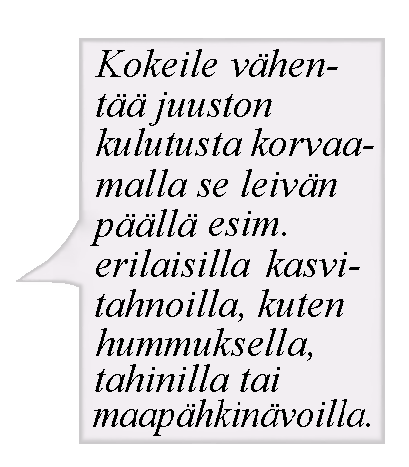 Kokeile vähen-
tää juuston
kulutusta korvaa-
malla se leivän
päällä esim.
erilaisilla kasvi-
tahnoilla, kuten
hummuksella,
tahinilla tai
maapähkinävoilla.